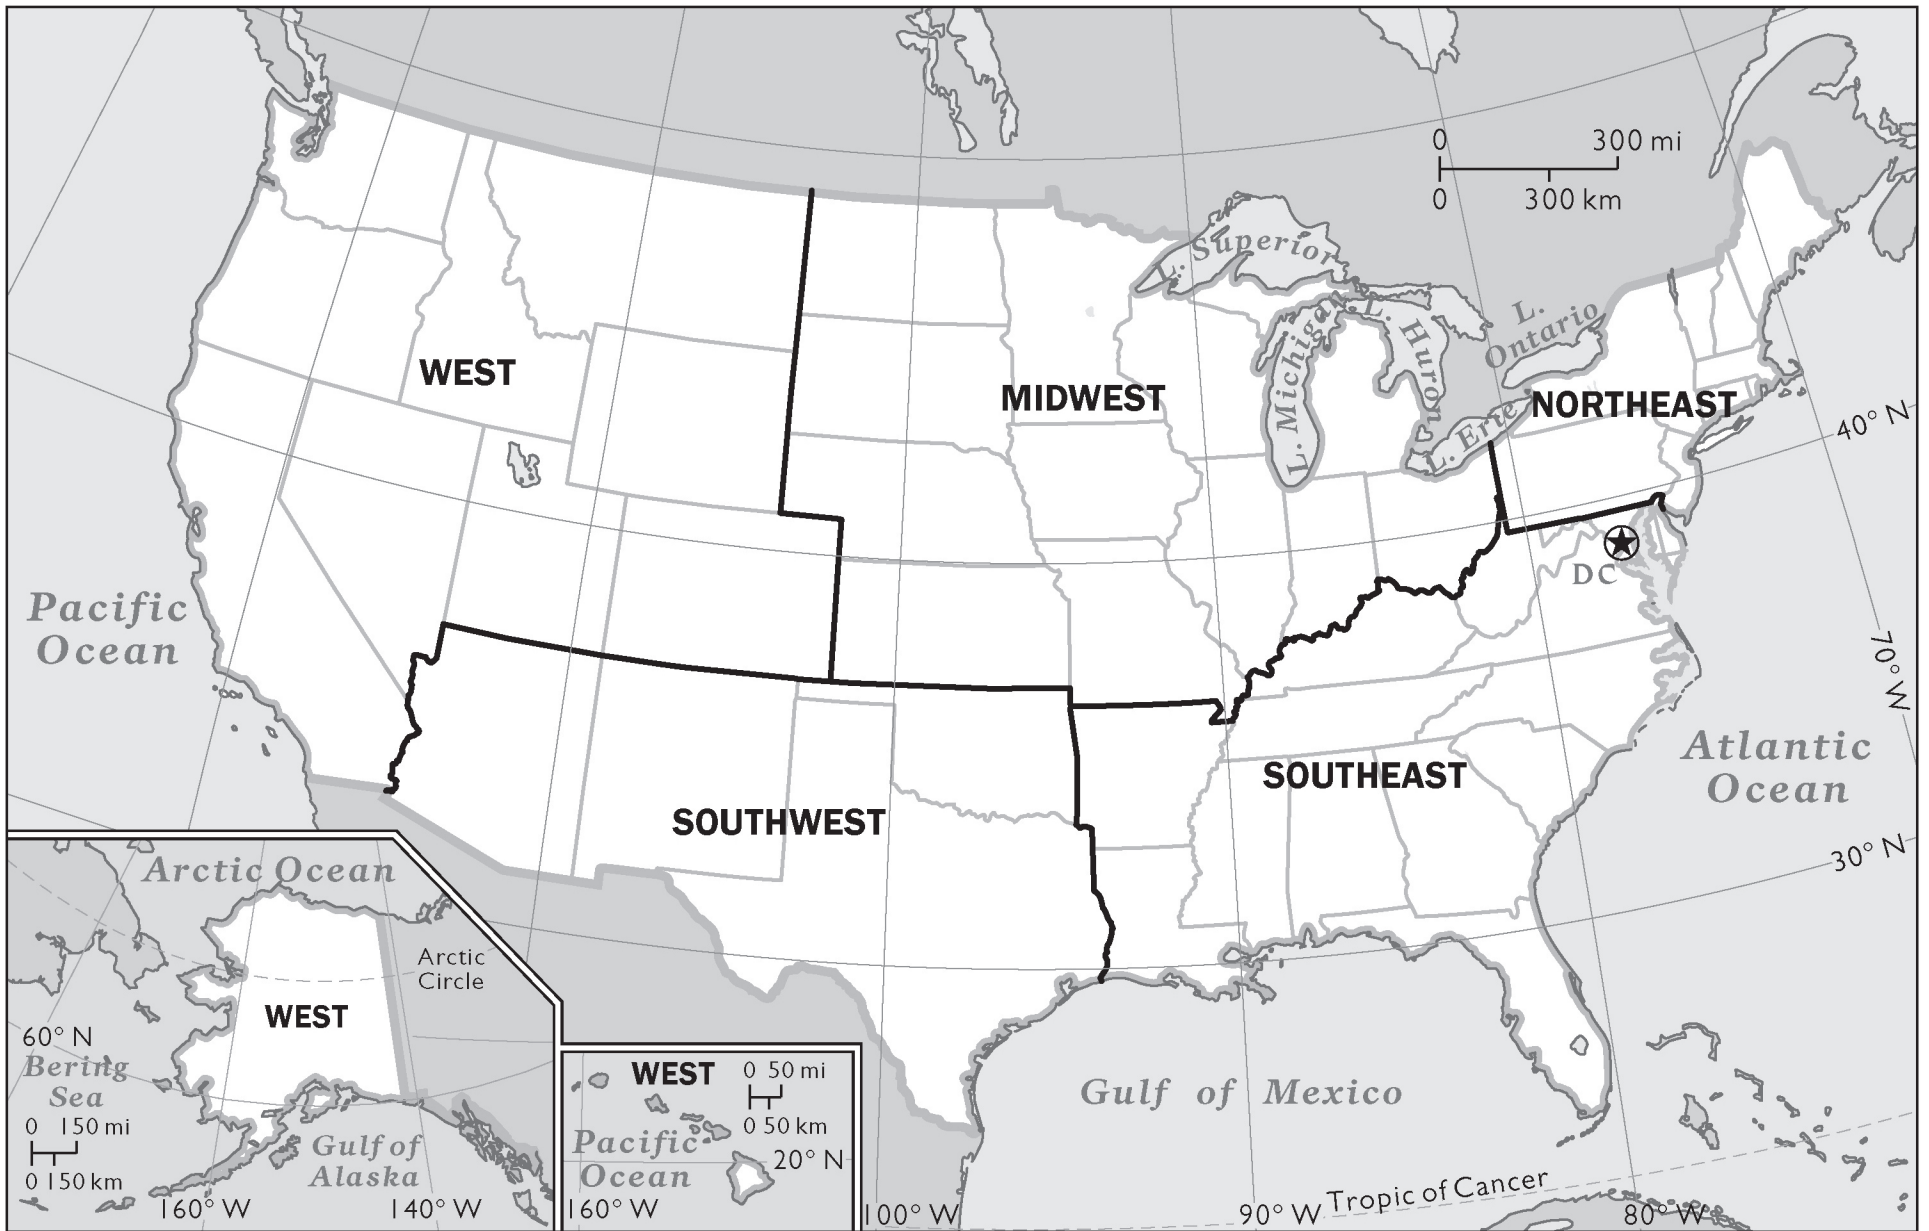 0 300 mi
0 300 km
L. Superior
L. Michigan
L. Huron
L.
Ontario
L. Erie
WEST
MIDWEST
NORTHEAST
40° N
DC
Pacific
Ocean
70° W
Atlantic
Ocean
SOUTHEAST
SOUTHWEST
30° N
Arctic Ocean
Arctic
Circle
WEST
60° N
Bering
Sea
0 150 mi
0 150 km
Gulf of
Alaska
160° W
140° W
WEST
0 50 mi
0 50 km
Pacific
Ocean
20° N
160° W
Gulf of Mexico
Tropic of Cancer
100° W
90° W
80° W